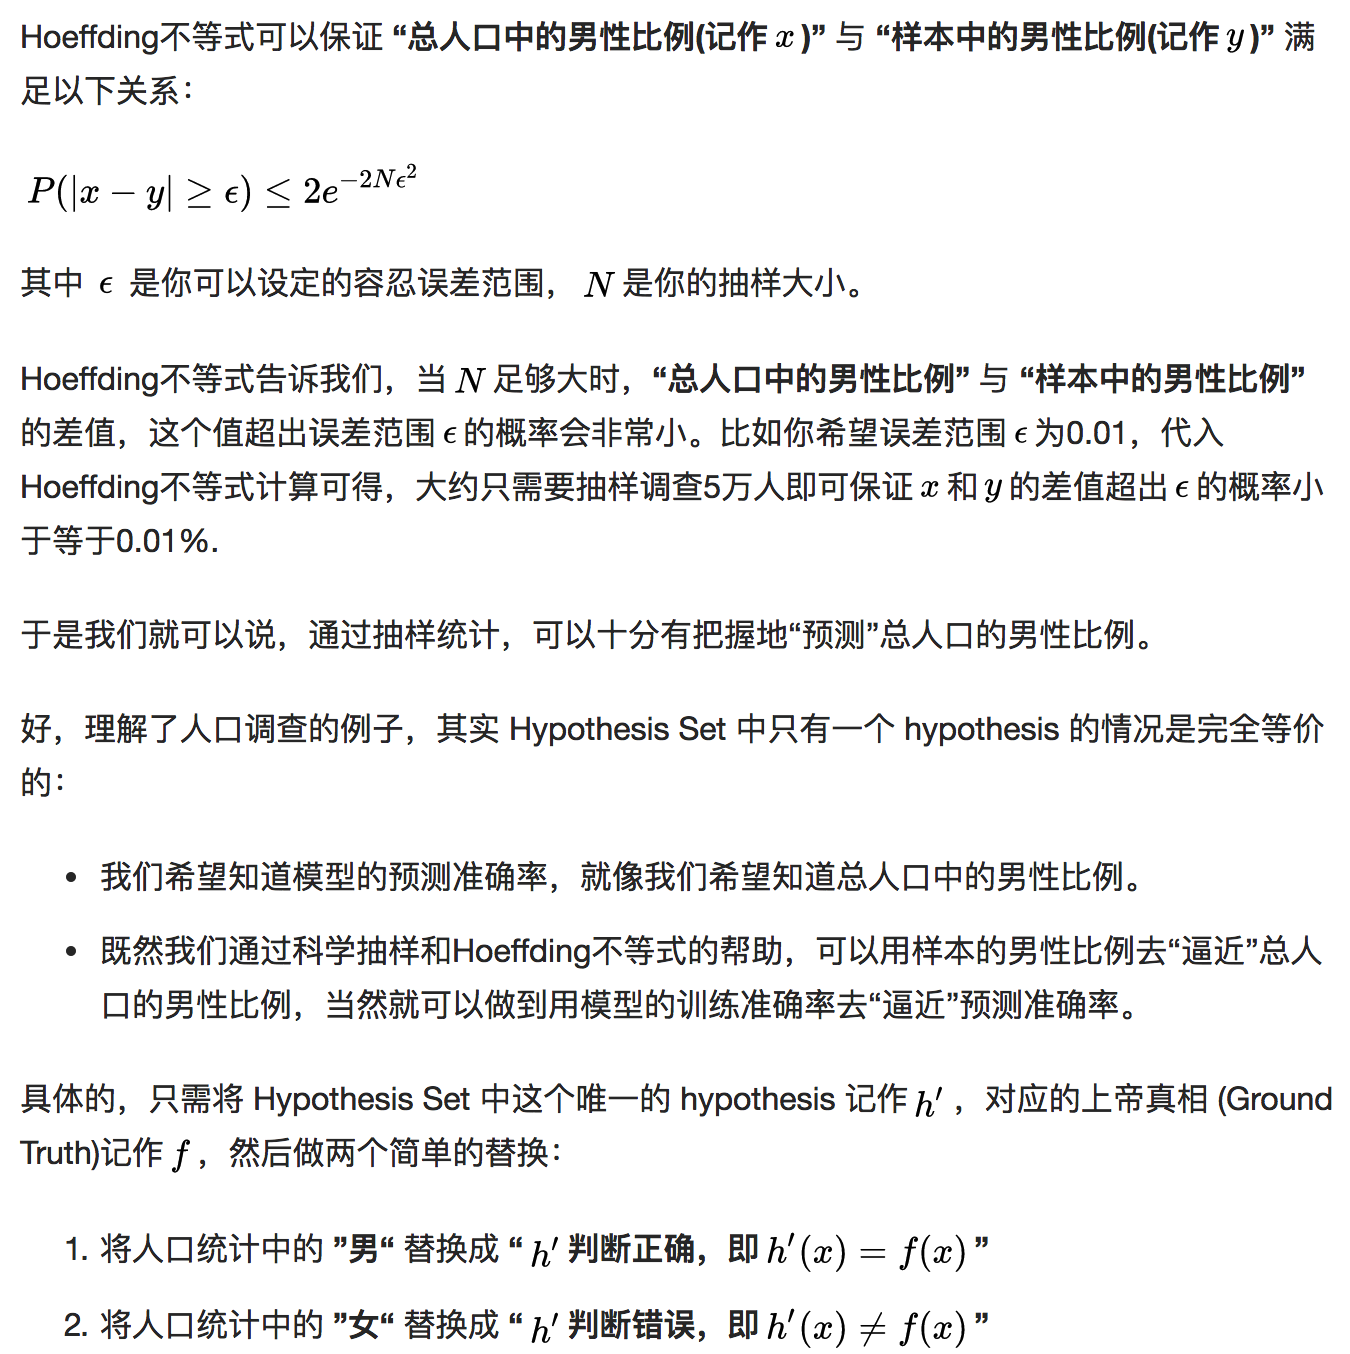 Hoeffding不等式可以保证 “总人口中的男性比例(记作 x )” 与 “样本中的男性比例(记作 y )” 满
足以下关系：
P(|x − y| ≥ ϵ) ≤ 2e^{−2Nϵ^2}
其中 ϵ 是你可以设定的容忍误差范围， N 是你的抽样大小。
Hoeffding不等式告诉我们，当 N 足够大时，“总人口中的男性比例” 与 “样本中的男性比例”
的差值，这个值超出误差范围 ϵ 的概率会非常小。比如你希望误差范围 ϵ 为0.01，代入
Hoeffding不等式计算可得，大约只需要抽样调查5万人即可保证 x 和 y 的差值超出 ϵ 的概率小
于等于0.01%.
于是我们就可以说，通过抽样统计，可以十分有把握地“预测”总人口的男性比例。
好，理解了人口调查的例子，其实 Hypothesis Set 中只有一个 hypothesis 的情况是完全等价
的：
• 我们希望知道模型的预测准确率，就像我们希望知道总人口中的男性比例。
• 既然我们通过科学抽样和Hoeffding不等式的帮助，可以用样本的男性比例去“逼近”总人
口的男性比例，当然就可以做到用模型的训练准确率去“逼近”预测准确率。
具体的，只需将 Hypothesis Set 中这个唯一的 hypothesis 记作 h′ ，对应的上帝真相 (Ground
Truth)记作 f ，然后做两个简单的替换：
1. 将人口统计中的 ”男“ 替换成 “ h′ 判断正确，即 h′(x) = f(x) ”
2. 将人口统计中的 ”女“ 替换成 “ h′ 判断错误，即 h′(x) ≠ f(x) ”